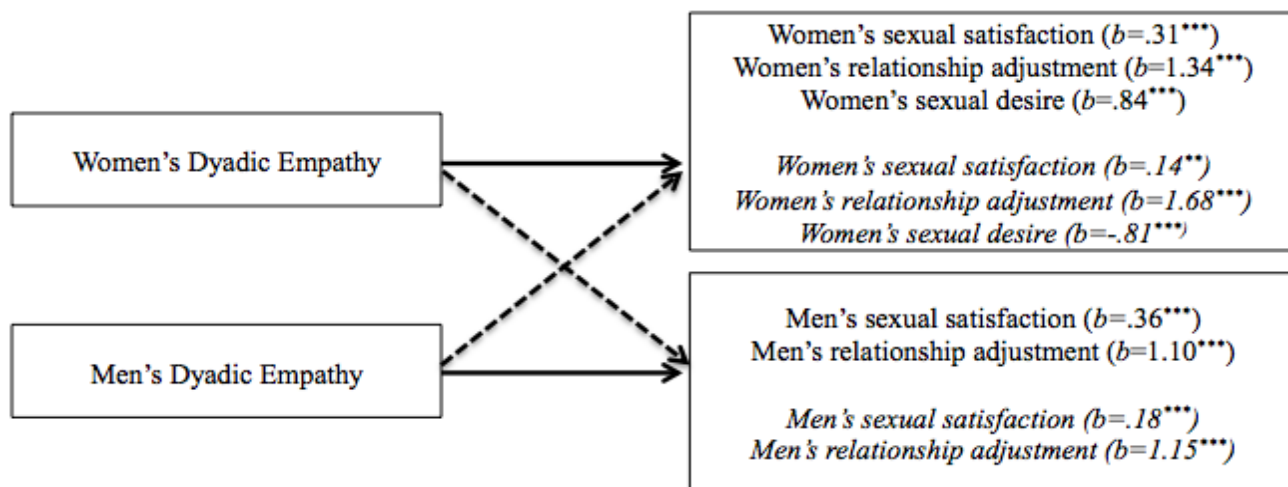 Women's Dyadic Empathy
Men's Dyadic Empathy
Women's sexual satisfaction (b=.31***)
Women's relationship adjustment (b=1.34***)
Women's sexual desire (b=.84***)
Women's sexual satisfaction (b=.14**)
Women's relationship adjustment (b=1.68***)
Women's sexual desire (b=-.81***)
Men's sexual satisfaction (b=.36***)
Men's relationship adjustment (b=1.10***)
Men's sexual satisfaction (b=.18***)
Men's relationship adjustment (b=1.15***)